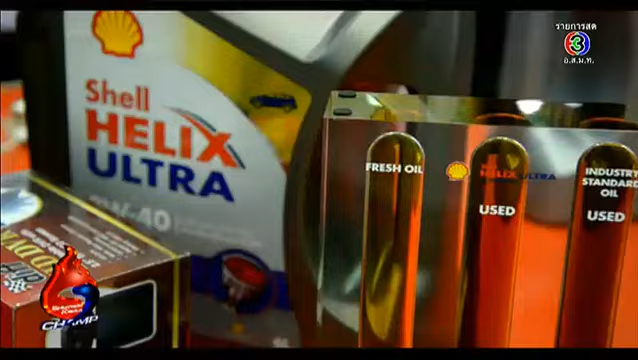 รายการสด
3
อ.ส.ม.ท.
Shell
HELIX
ULTRA
-40
FRESH OIL
HELIX ULTRA
USED
INDUSTRY
STANDARD
OIL
USED
CHAMP